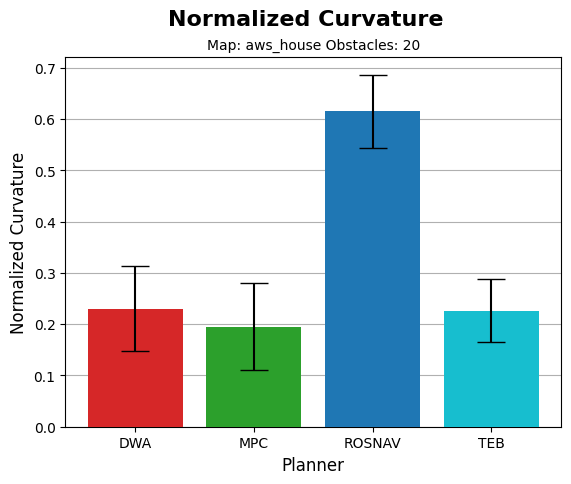 Normalized Curvature
Map: aws_house Obstacles: 20
Normalized Curvature
0.7
0.6
0.5
0.4
0.3
0.2
0.1
0.0
DWA MPC ROSNAV TEB
Planner